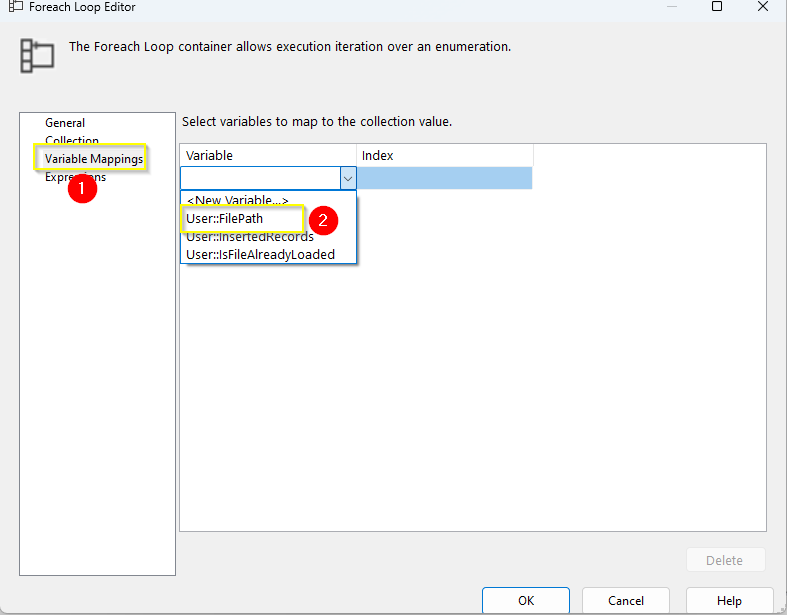 Foreach Loop Editor
The Foreach Loop container allows execution iteration over an enumeration.
General
Collection
Variable Mappings
Expressions
1
Select variables to map to the collection value.
Variable Index
<New Variable...>
User::FilePath
2
User::InsertedRecords
User::IsFileAlreadyLoaded
Delete
OK Cancel Help